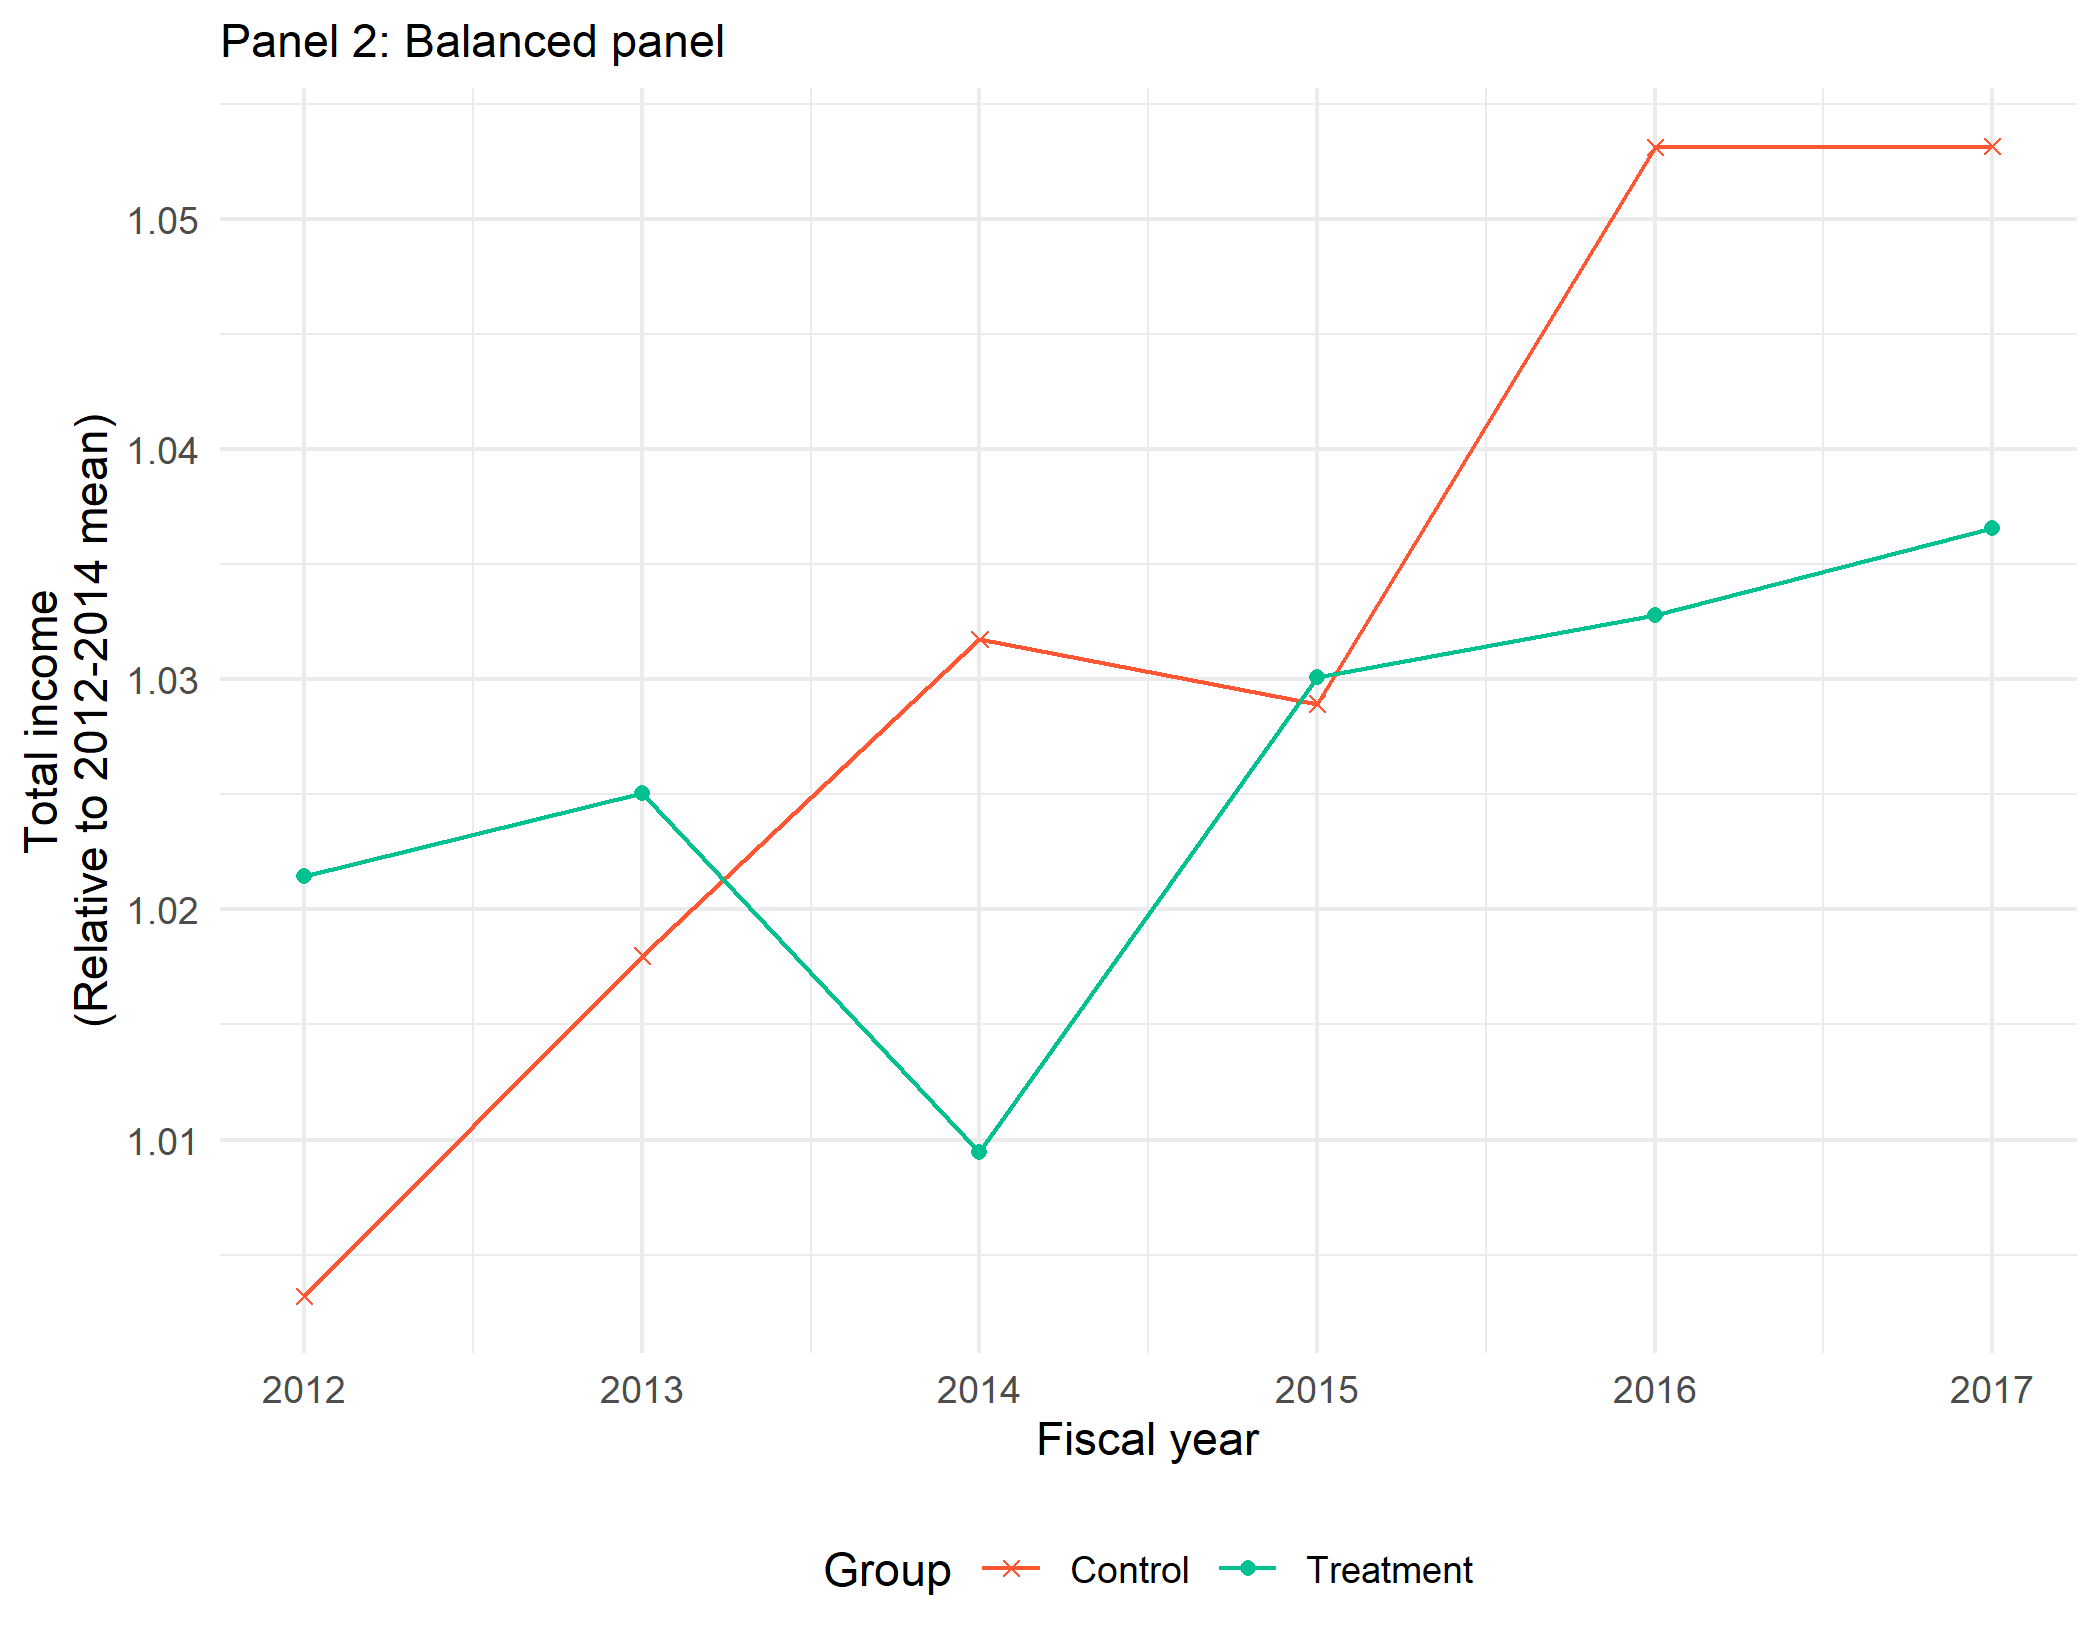 Panel 2: Balanced panel
Total income
(Relative to 2012-2014 mean)
1.05
1.04
1.03
1.02
1.01
2012 2013 2014 2015 2016 2017
Fiscal year
Group Control Treatment